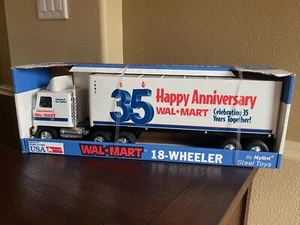 35
Happy Anniversary
WAL★MART
Celebrating 35
Years Together!
USA
WAL★MART 18-WHEELER
By Nylint
Steel Toys